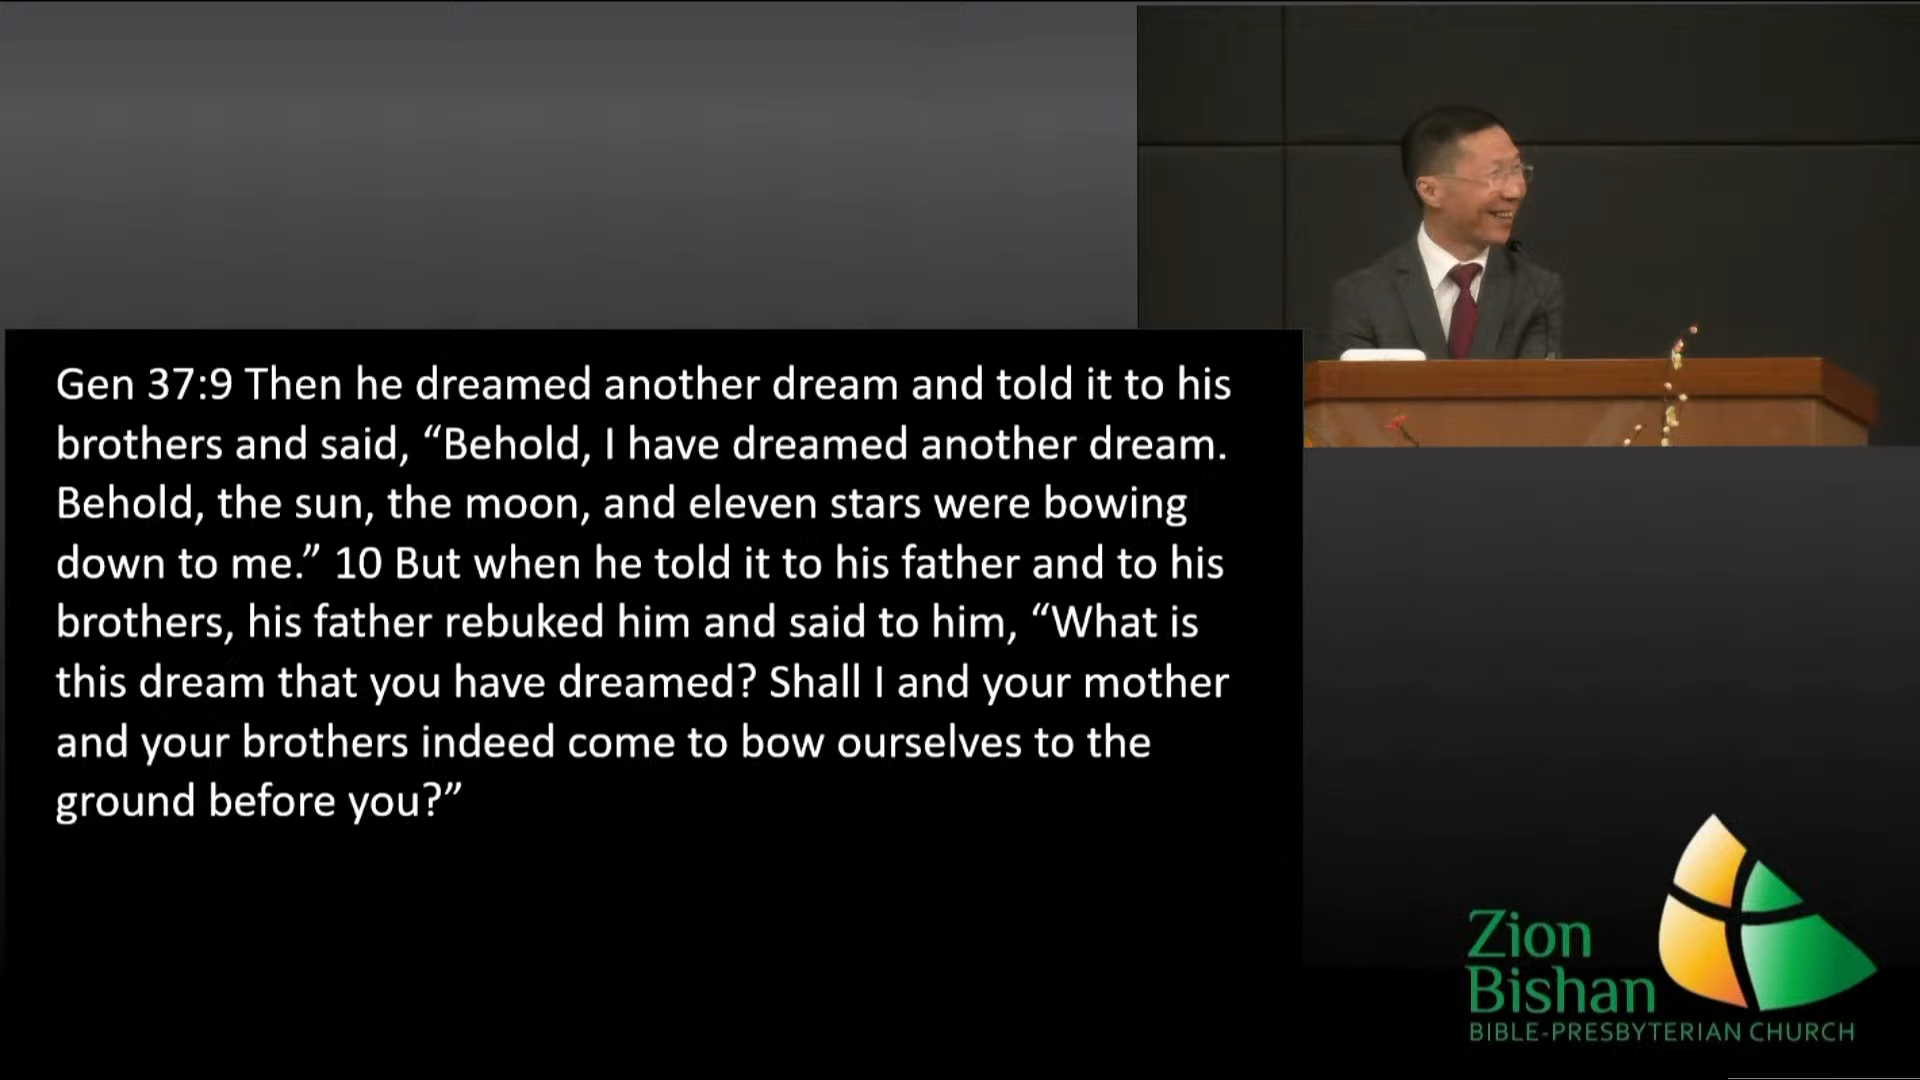 Gen 37:9 Then he dreamed another dream and told it to his
brothers and said, “Behold, I have dreamed another dream.
Behold, the sun, the moon, and eleven stars were bowing
down to me.” 10 But when he told it to his father and to his
brothers, his father rebuked him and said to him, “What is
this dream that you have dreamed? Shall I and your mother
and your brothers indeed come to bow ourselves to the
ground before you?”
Zion
Bishan
BIBLE-PRESBYTERIAN CHURCH